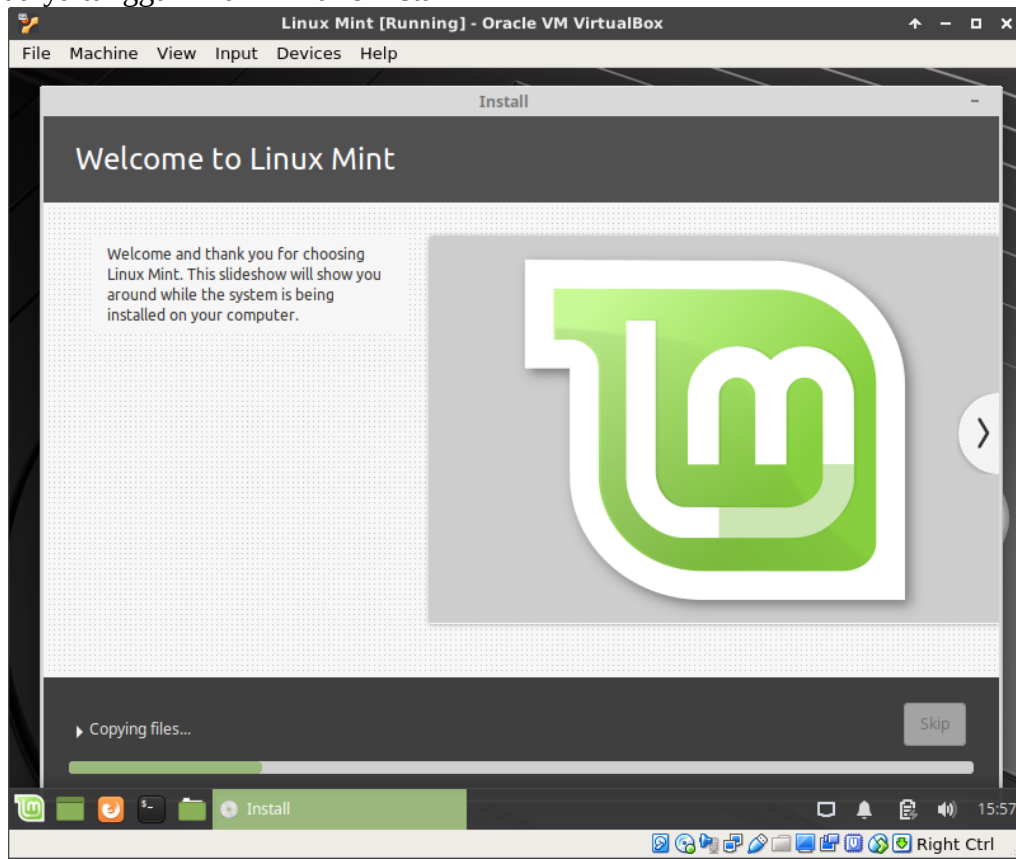 Linux Mint [Running] - Oracle VM VirtualBox
File Machine View Input Devices Help
Install
Welcome to Linux Mint
Welcome and thank you for choosing
Linux Mint. This slideshow will show you
around while the system is being
installed on your computer.
Copying files...
Skip
Install
15:57
Right Ctrl